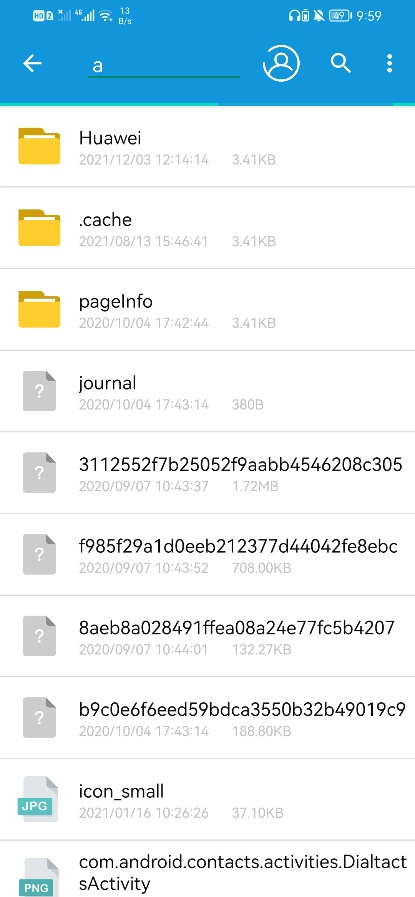 HD 2 4G 13 B/s 49 9:59
a
Huawei
2021/12/03 12:14:14 3.41KB
.cache
2021/08/13 15:46:41 3.41KB
pageInfo
2020/10/04 17:42:44 3.41KB
journal
2020/10/04 17:43:14 380B
?
3112552f7b25052f9aabb4546208c305
2020/09/07 10:43:37 1.72MB
?
f985f29a1d0eeb212377d44042fe8ebc
2020/09/07 10:43:52 708.00KB
?
8aeb8a028491ffea08a24e77fc5b4207
2020/09/07 10:44:01 132.27KB
?
b9c0e6f6eed59bdca3550b32b49019c9
2020/10/04 17:43:14 188.80KB
?
icon_small
2021/01/16 10:26:26 37.10KB
JPG
com.android.contacts.activities.Dialtact
sActivity
PNG